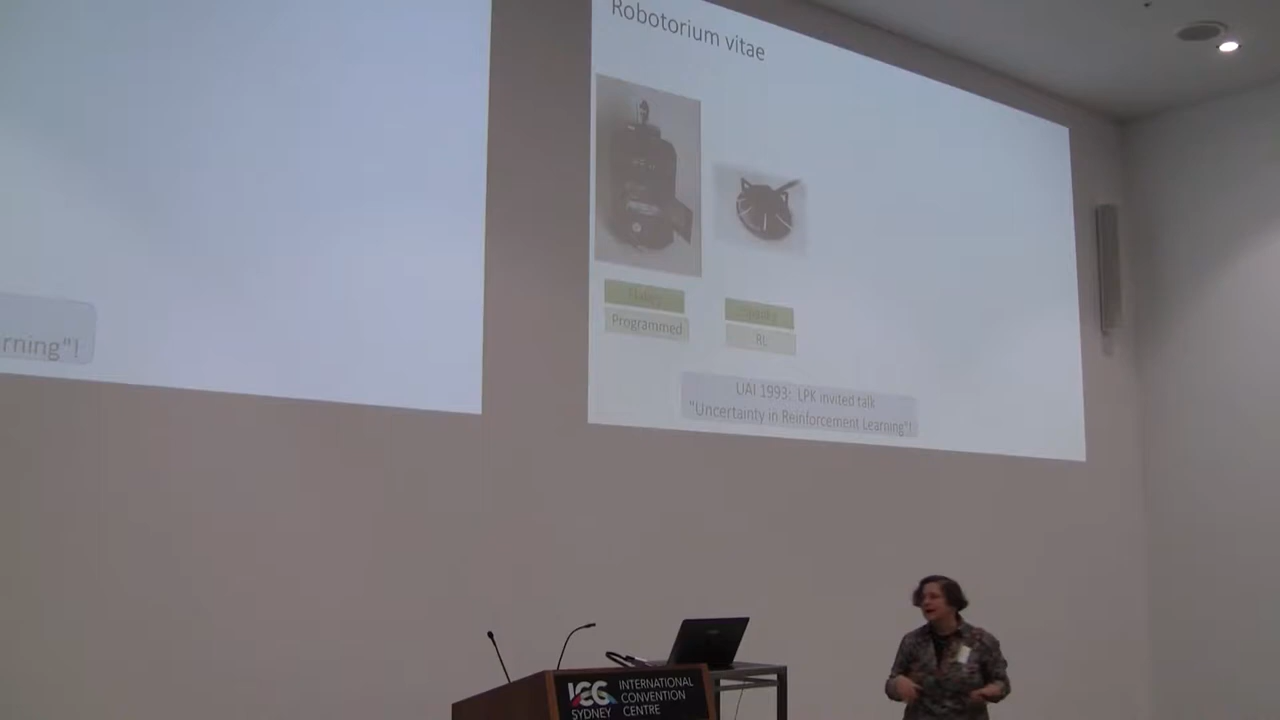 Robotorium vitae
Flakey
Programmed
RL
UAI 1993: LPK invited talk
"Uncertainty in Reinforcement Learning"!
rning"!
ICC
SYDNEY
INTERNATIONAL
CONVENTION
CENTRE